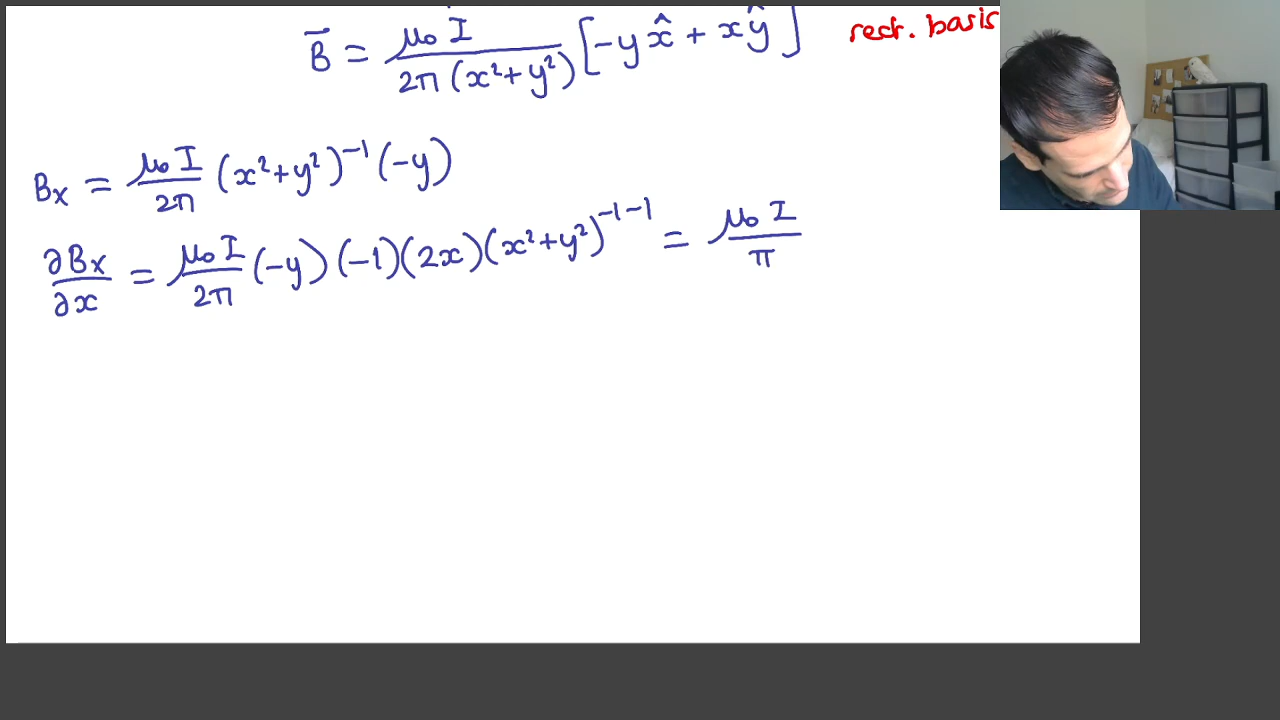 B̄ = μ₀ I / 2π (x² + y²) [-y x̂ + x ŷ] rect. basis
Bx = μ₀ I / 2π (x² + y²)⁻¹ (-y)
∂Bx / ∂x = μ₀ I / 2π (-y) (-1) (2x) (x² + y²)⁻¹⁻¹ = μ₀ I / π